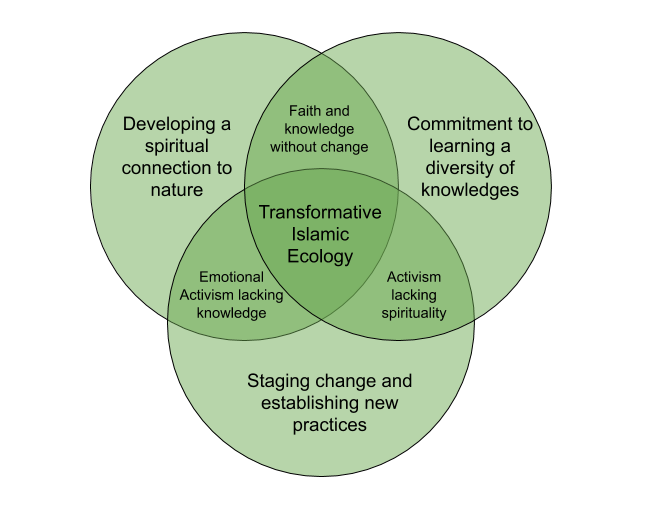 Developing a
spiritual
connection to
nature
Faith and
knowledge
without change
Commitment to
learning a
diversity of
knowledges
Transformative
Islamic
Ecology
Emotional
Activism lacking
knowledge
Activism
lacking
spirituality
Staging change and
establishing new
practices